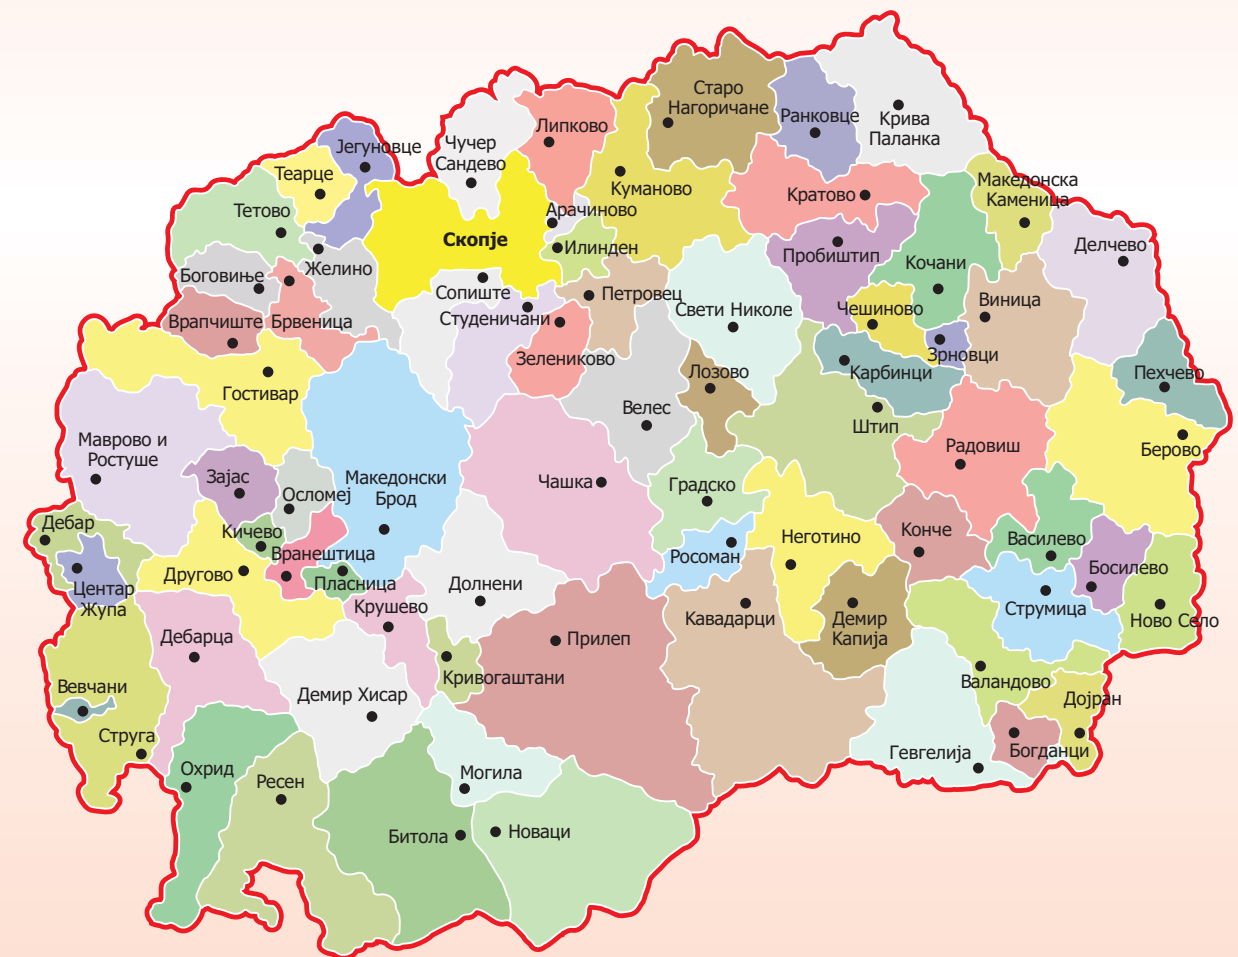 Старо
Нагоричане
Ранковце
Крива
Паланка
Липково
Чучер
Сандево
Јегуновце
Теарце
Куманово
Кратово
Македонска
Каменица
Тетово
Арачиново
Скопје
Илинден
Делчево
Пробиштип
Кочани
Желино
Боговиње
Сопиште
Петровец
Виница
Свети Николе
Чешиново
Врапчиште
Брвеница
Студеничани
Зрновци
Зелениково
Лозово
Карбинци
Пехчево
Гостивар
Велес
Штип
Маврово и
Ростуше
Радовиш
Берово
Зајас
Македонски
Брод
Чашка
Градско
Осломеј
Дебар
Кичево
Конче
Неготино
Василево
Вранештица
Росоман
Босилево
Другово
Пласница
Долнени
Центар
Жупа
Крушево
Струмица
Кавадарци
Демир
Капија
Ново Село
Дебарца
Прилеп
Кривогаштани
Валандово
Вевчани
Демир Хисар
Дојран
Струга
Гевгелија
Богданци
Охрид
Могила
Ресен
Битола
Новаци